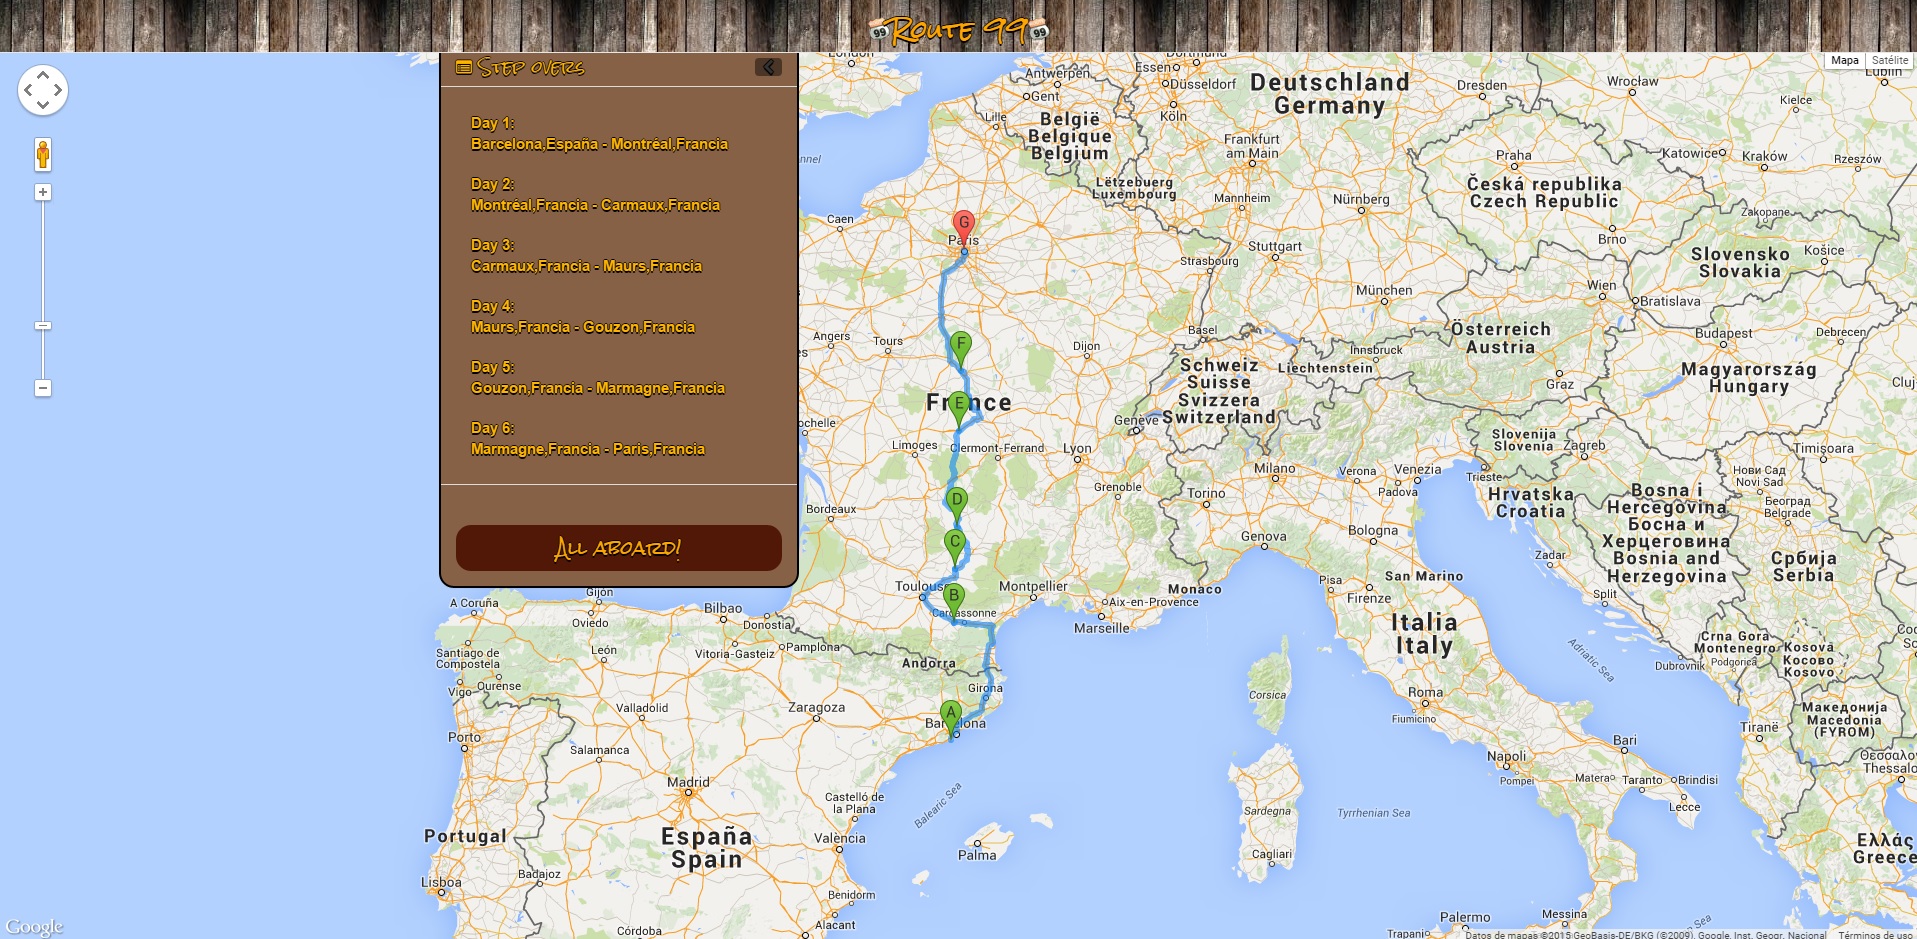 99 Route 99 99
Step overs
Day 1:
Barcelona,España - Montréal,Francia
Day 2:
Montréal,Francia - Carmaux,Francia
Day 3:
Carmaux,Francia - Maurs,Francia
Day 4:
Maurs,Francia - Gouzon,Francia
Day 5:
Gouzon,Francia - Marmagne,Francia
Day 6:
Marmagne,Francia - Paris,Francia
All aboard!
Mapa
Satélite
Antwerpen
Gent
Essen
Dortmund
Düsseldorf
Deutschland
Germany
Dresden
Wrocław
Lublin
Kielce
Lille
België
Belgique
Belgium
Köln
Frankfurt
am Main
Praha
Katowice
Kraków
Rzeszów
Lëtzebuerg
Luxembourg
Mannheim
Nürnberg
Česká republika
Czech Republic
Zakopane
Caen
G
Paris
Strasbourg
Stuttgart
Brno
Slovensko
Slovakia
Košice
München
Wien
Bratislava
Angers
Tours
F
Dijon
Basel
Österreich
Austria
Budapest
Debrecen
Innsbruck
Schweiz
Suisse
Svizzera
Switzerland
Liechtenstein
Graz
Magyarország
Hungary
Cluj
E
France
Genève
Limoges
Clermont-Ferrand
Lyon
Slovenija
Slovenia
Zagreb
Timișoara
Milano
Verona
Venezia
Padova
Trieste
Grenoble
Torino
Hrvatska
Croatia
Нови Сад
Novi Sad
Београд
Belgrade
D
Bordeaux
Bologna
Genova
Bosna i
Hercegovina
Босна и
Херцеговина
Bosnia and
Herzegovina
Zadar
Србија
Serbia
C
Toulouse
Montpellier
Monaco
Pisa
San Marino
Firenze
Split
B
Carcassonne
Aix-en-Provence
Marseille
A Coruña
Gijón
Oviedo
Bilbao
Donostia
Pamplona
Vitoria-Gasteiz
León
Santiago de
Compostela
Vigo
Ourense
Andorra
Girona
Italia
Italy
Adriatic Sea
Dubrovnik
Crna Gora
Montenegro
Podgorica
Kosova
Косово
Kosovo
Corsica
Roma
Fiumicino
A
Barcelona
Zaragoza
Valladolid
Porto
Salamanca
Македонија
Macedonia
(FYROM)
Tiranë
Bari
Napoli
Pompei
Matera
Taranto
Brindisi
Lecce
Madrid
Castelló de
la Plana
Balearic Sea
Sardegna
Tyrrhenian Sea
Portugal
España
Spain
València
Palma
Cagliari
Ελλάς
Greece
Lisboa
Badajoz
Benidorm
Alacant
Córdoba
Palermo
Trapani
Messina
Google
Datos de mapas ©2015 GeoBasis-DE/BKG (©2009), Google, Inst. Geogr. Nacional
Términos de uso